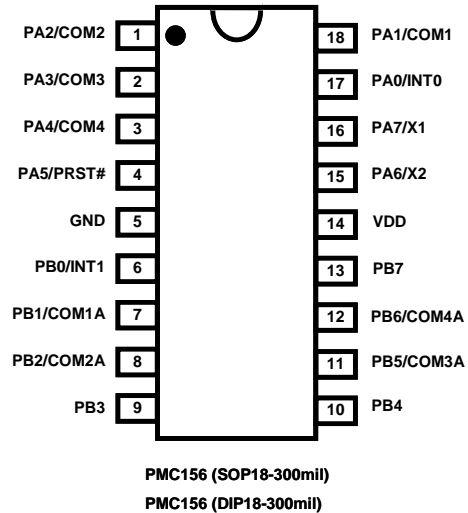 PA2/COM2 1 18 PA1/COM1
PA3/COM3 2 17 PA0/INT0
PA4/COM4 3 16 PA7/X1
PA5/PRST# 4 15 PA6/X2
GND 5 14 VDD
PB0/INT1 6 13 PB7
PB1/COM1A 7 12 PB6/COM4A
PB2/COM2A 8 11 PB5/COM3A
PB3 9 10 PB4
PMC156 (SOP18-300mil)
PMC156 (DIP18-300mil)